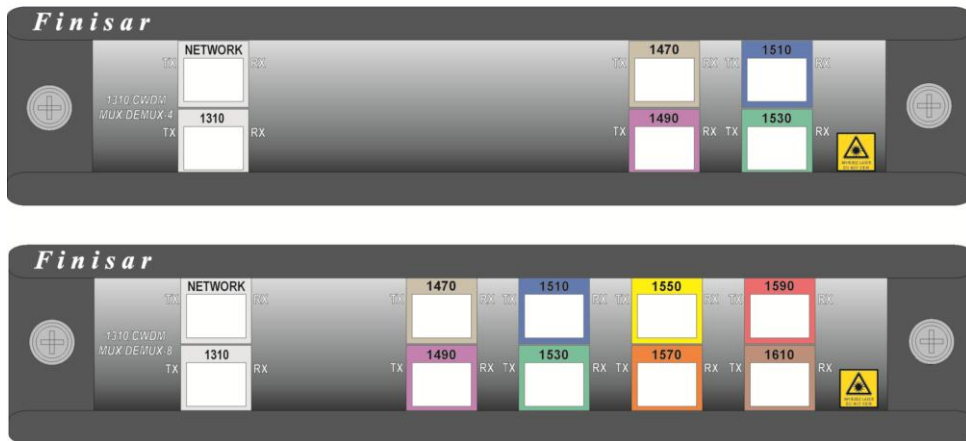 Finisar
NETWORK 1470 1510
TX RX TX RX TX RX
1310 CWDM
MUX DEMUX-4
1310 1490 1530
TX RX TX RX TX RX
Finisar
NETWORK 1470 1510 1550 1590
TX RX TX RX TX RX TX RX TX RX
1310 CWDM
MUX DEMUX-8
1310 1490 1530 1570 1610
TX RX TX RX TX RX TX RX TX RX